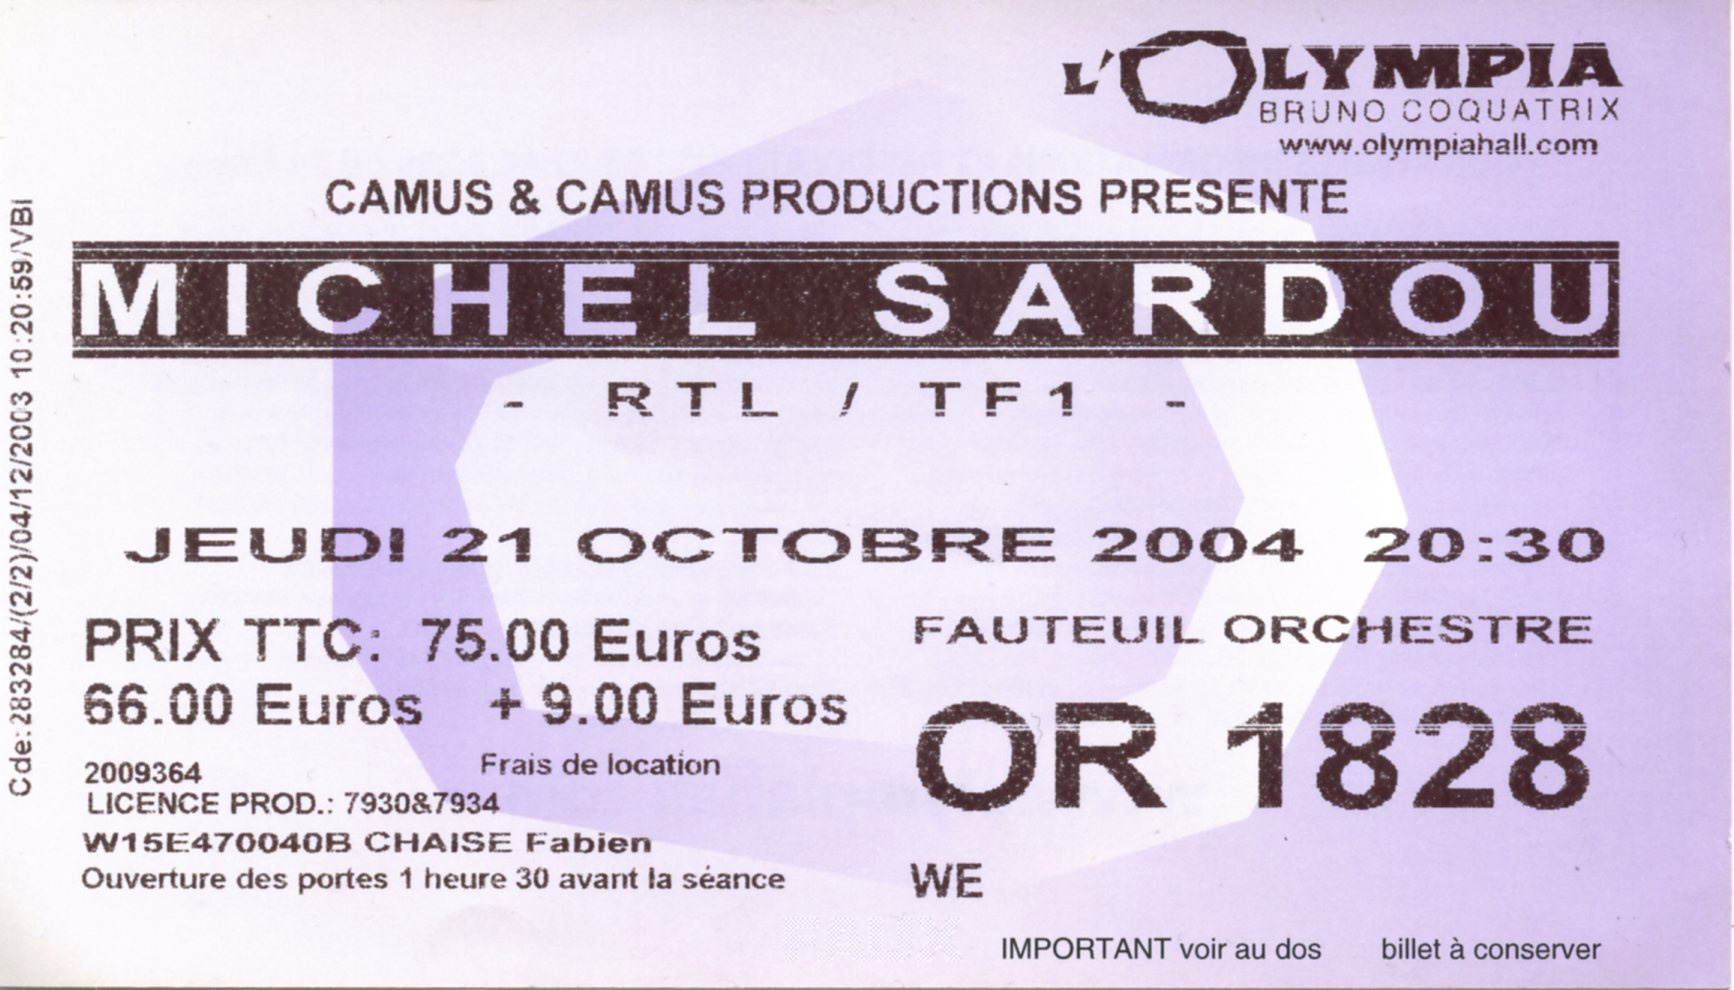 L'OLYMPIA
BRUNO COQUATRIX
www.olympiahall.com
CAMUS & CAMUS PRODUCTIONS PRESENTE
MICHEL SARDOU
- RTL / TF1 -
JEUDI 21 OCTOBRE 2004 20:30
PRIX TTC: 75.00 Euros
66.00 Euros + 9.00 Euros
Frais de location
2009364
LICENCE PROD.: 7930&7934
W15E470040B CHAISE Fabien
Ouverture des portes 1 heure 30 avant la séance
FAUTEUIL ORCHESTRE
OR 1828
WE
IMPORTANT voir au dos billet à conserver
Cde:283284/(2/2)/04/12/2003 10:20:59/VBI